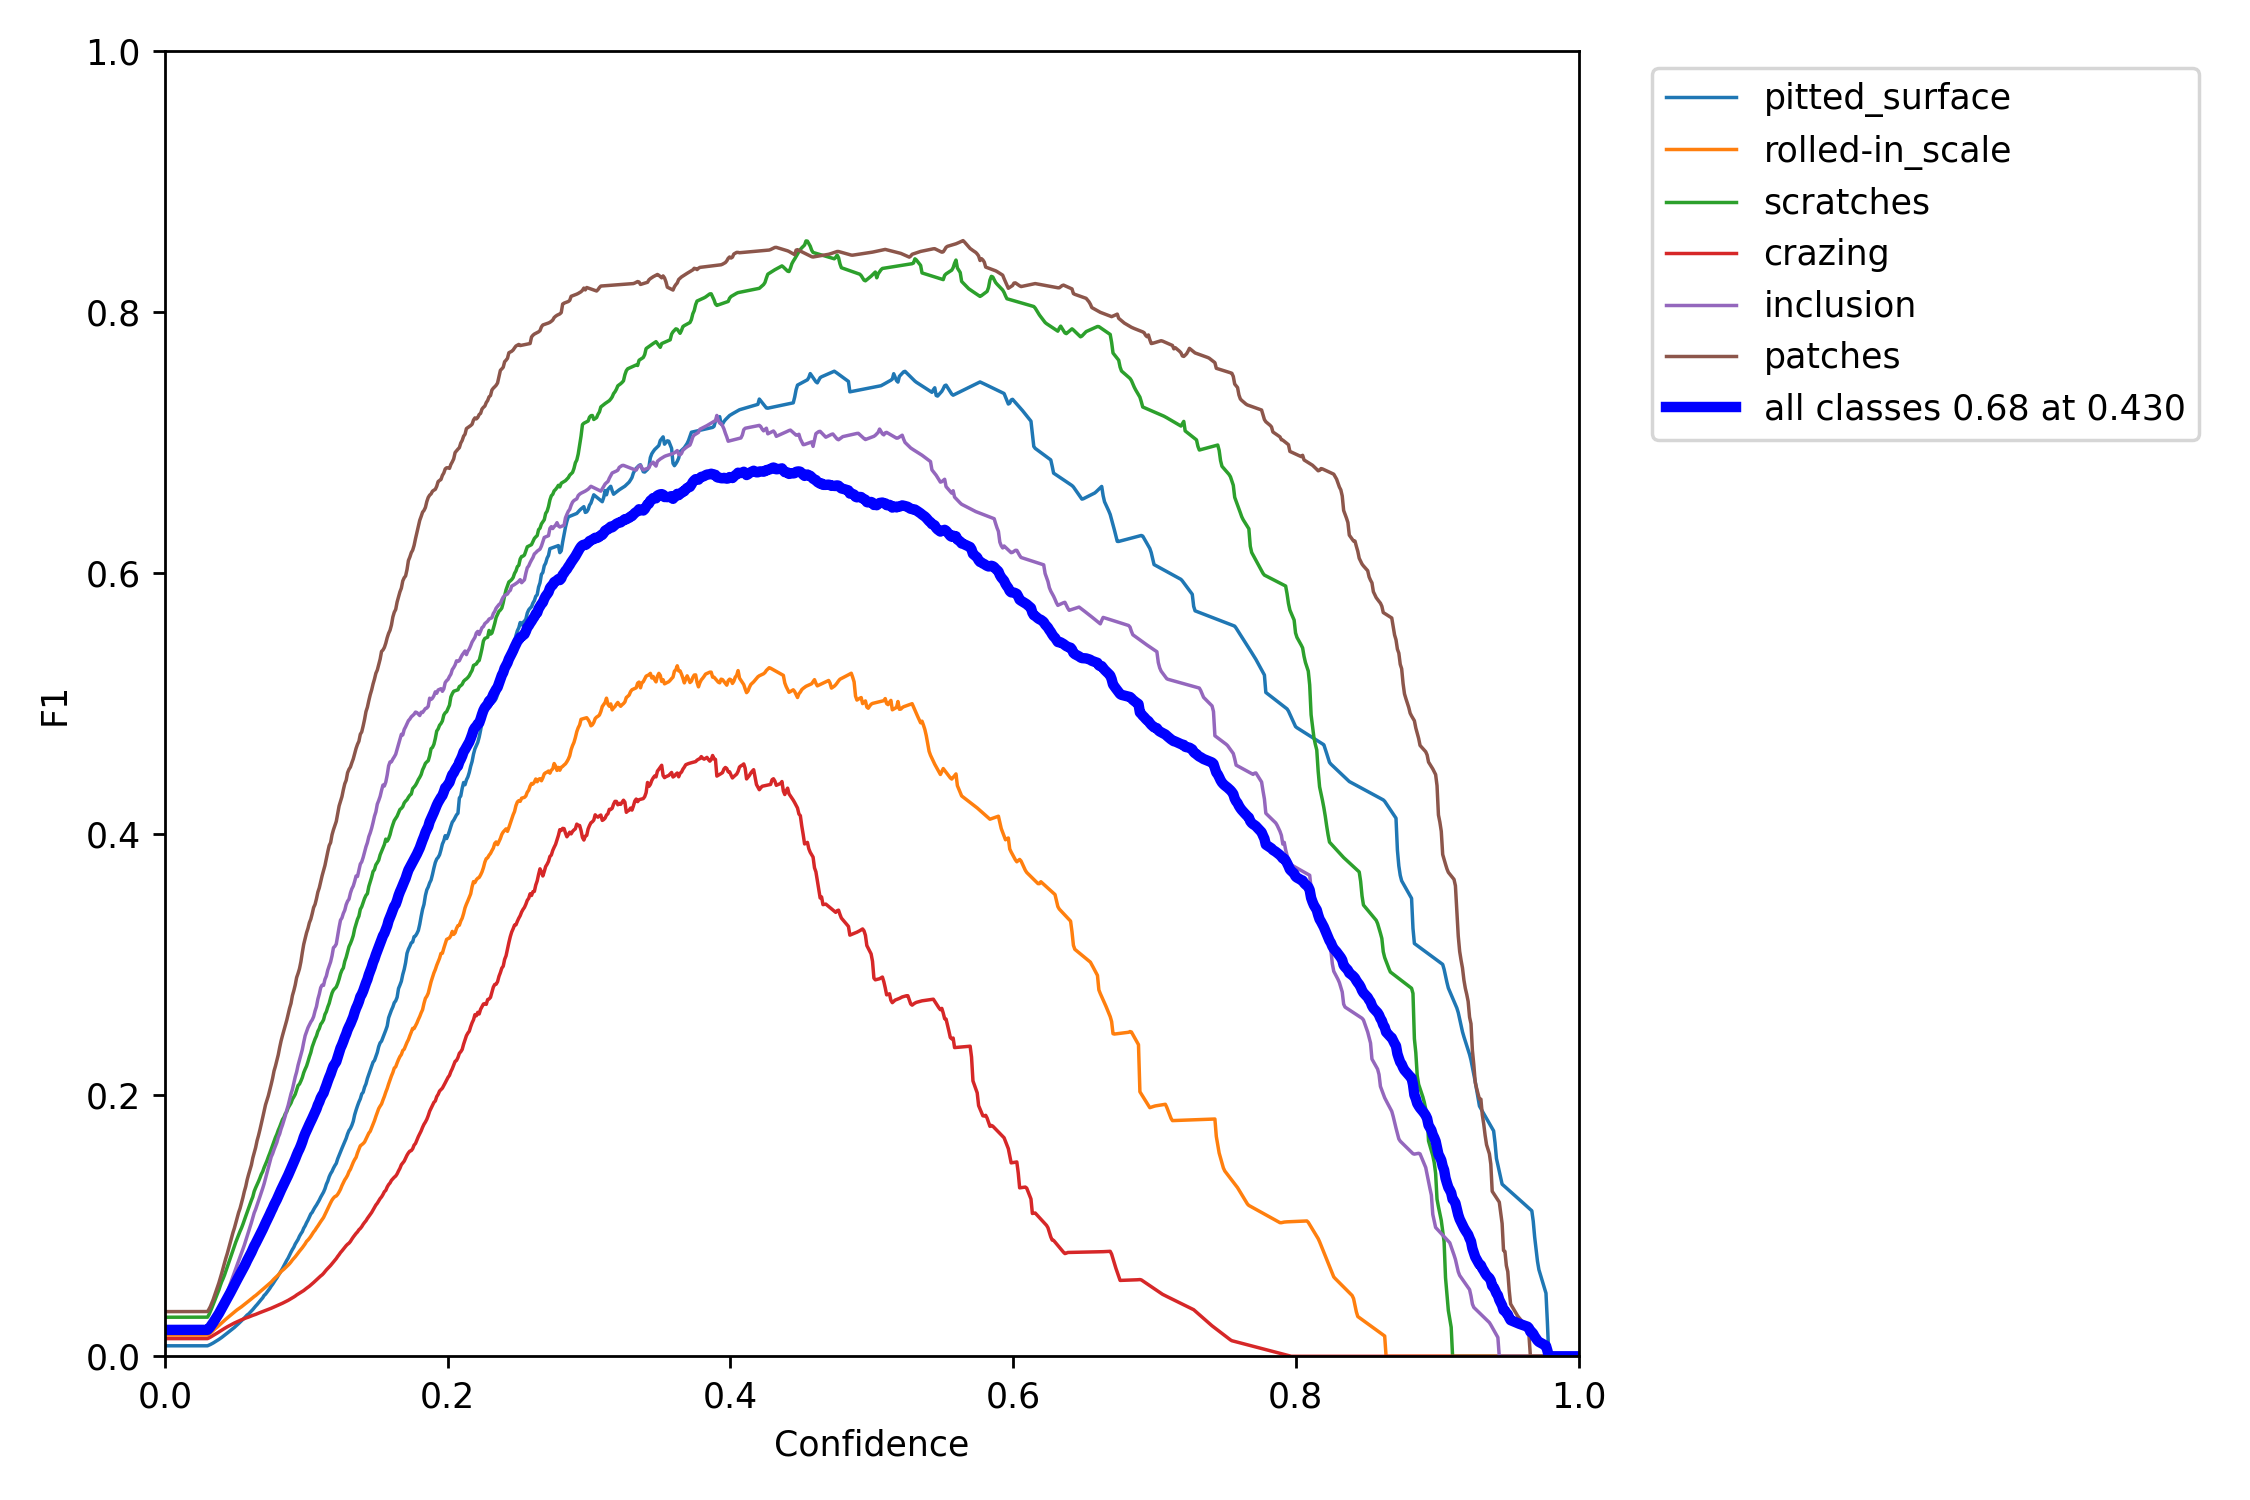 1.0
0.8
0.6
0.4
0.2
0.0
F1
0.0 0.2 0.4 0.6 0.8 1.0
Confidence
pitted_surface
rolled-in_scale
scratches
crazing
inclusion
patches
all classes 0.68 at 0.430